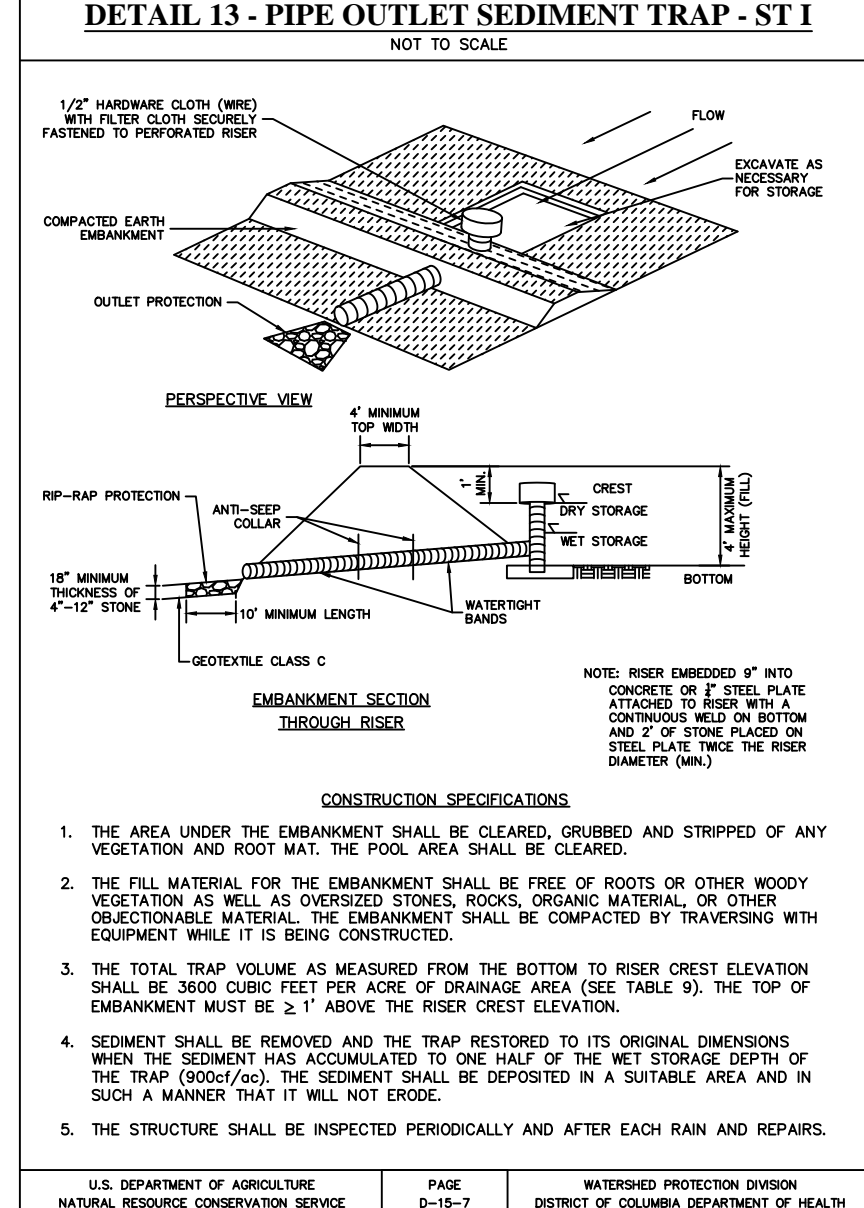 DETAIL 13 - PIPE OUTLET SEDIMENT TRAP - ST I
NOT TO SCALE
1/2" HARDWARE CLOTH (WIRE)
WITH FILTER CLOTH SECURELY
FASTENED TO PERFORATED RISER
FLOW
EXCAVATE AS
NECESSARY
FOR STORAGE
COMPACTED EARTH
EMBANKMENT
OUTLET PROTECTION
PERSPECTIVE VIEW
4' MINIMUM
TOP WIDTH
RIP-RAP PROTECTION
ANTI-SEEP
COLLAR
1'
MIN.
CREST
DRY STORAGE
WET STORAGE
4' MAXIMUM
HEIGHT (FILL)
BOTTOM
18" MINIMUM
THICKNESS OF
4"-12" STONE
10' MINIMUM LENGTH
WATERTIGHT
BANDS
GEOTEXTILE CLASS C
EMBANKMENT SECTION
THROUGH RISER
NOTE: RISER EMBEDDED 9" INTO
CONCRETE OR " STEEL PLATE
ATTACHED TO RISER WITH A
CONTINUOUS WELD ON BOTTOM
AND 2' OF STONE PLACED ON
STEEL PLATE TWICE THE RISER
DIAMETER (MIN.)
CONSTRUCTION SPECIFICATIONS
1. THE AREA UNDER THE EMBANKMENT SHALL BE CLEARED, GRUBBED AND STRIPPED OF ANY
VEGETATION AND ROOT MAT. THE POOL AREA SHALL BE CLEARED.
2. THE FILL MATERIAL FOR THE EMBANKMENT SHALL BE FREE OF ROOTS OR OTHER WOODY
VEGETATION AS WELL AS OVERSIZED STONES, ROCKS, ORGANIC MATERIAL, OR OTHER
OBJECTIONABLE MATERIAL. THE EMBANKMENT SHALL BE COMPACTED BY TRAVERSING WITH
EQUIPMENT WHILE IT IS BEING CONSTRUCTED.
3. THE TOTAL TRAP VOLUME AS MEASURED FROM THE BOTTOM TO RISER CREST ELEVATION
SHALL BE 3600 CUBIC FEET PER ACRE OF DRAINAGE AREA (SEE TABLE 9). THE TOP OF
EMBANKMENT MUST BE ≥ 1' ABOVE THE RISER CREST ELEVATION.
4. SEDIMENT SHALL BE REMOVED AND THE TRAP RESTORED TO ITS ORIGINAL DIMENSIONS
WHEN THE SEDIMENT HAS ACCUMULATED TO ONE HALF OF THE WET STORAGE DEPTH OF
THE TRAP (900cf/ac). THE SEDIMENT SHALL BE DEPOSITED IN A SUITABLE AREA AND IN
SUCH A MANNER THAT IT WILL NOT ERODE.
5. THE STRUCTURE SHALL BE INSPECTED PERIODICALLY AND AFTER EACH RAIN AND REPAIRS.
U.S. DEPARTMENT OF AGRICULTURE
NATURAL RESOURCE CONSERVATION SERVICE
PAGE
D-15-7
WATERSHED PROTECTION DIVISION
DISTRICT OF COLUMBIA DEPARTMENT OF HEALTH